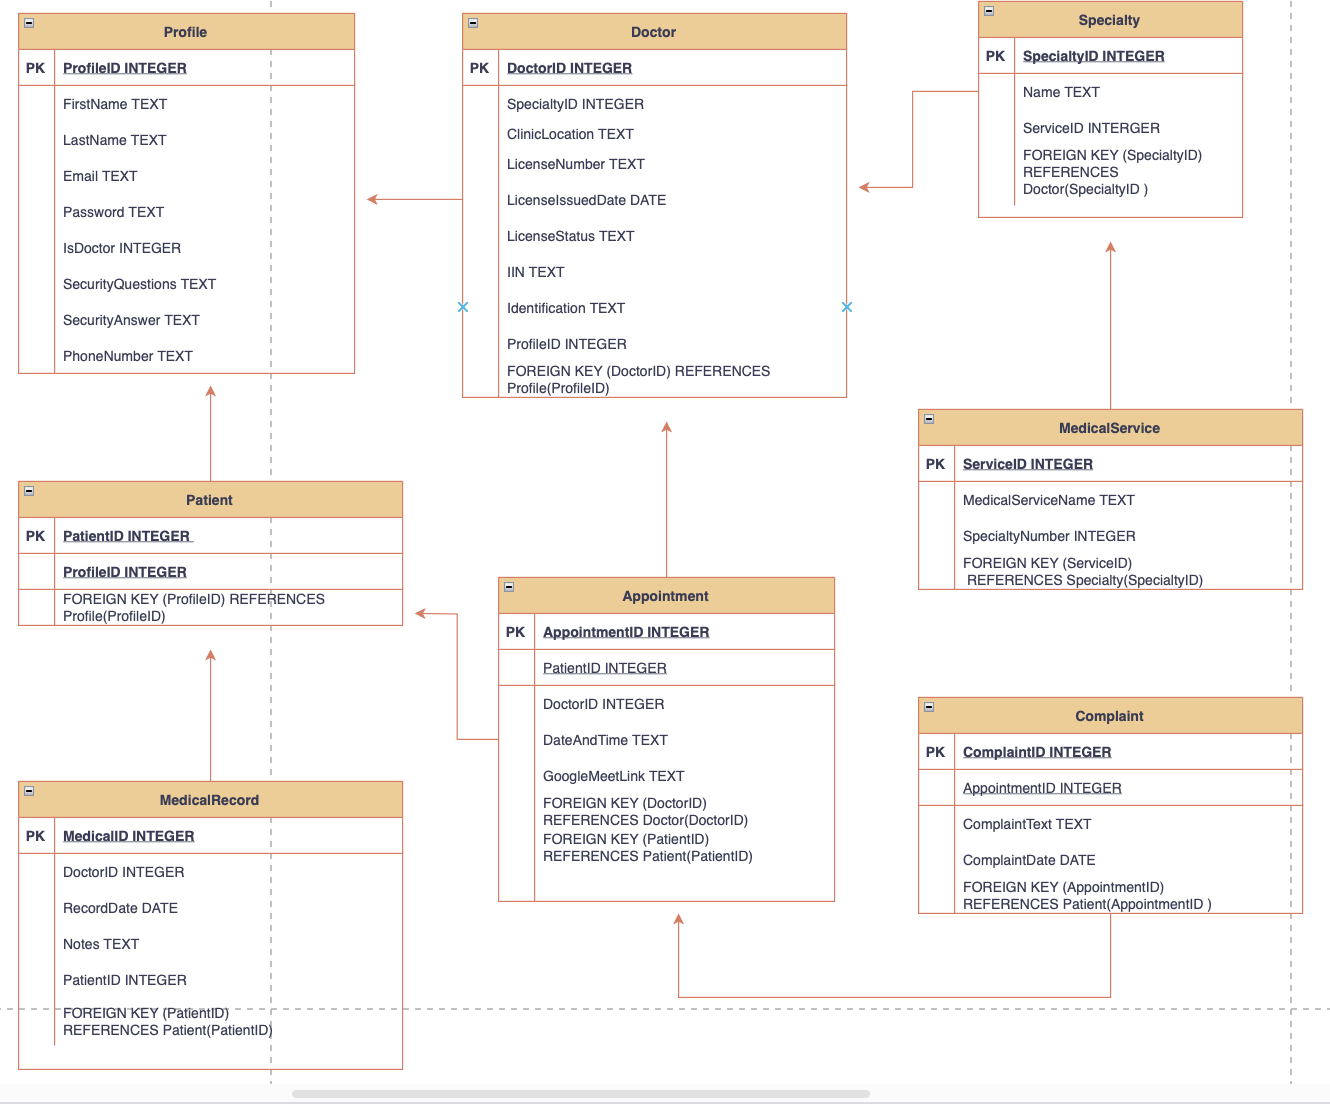 Profile
PK ProfileID INTEGER
FirstName TEXT
LastName TEXT
Email TEXT
Password TEXT
IsDoctor INTEGER
SecurityQuestions TEXT
SecurityAnswer TEXT
PhoneNumber TEXT
Doctor
PK DoctorID INTEGER
SpecialtyID INTEGER
ClinicLocation TEXT
LicenseNumber TEXT
LicenseIssuedDate DATE
LicenseStatus TEXT
IIN TEXT
Identification TEXT
ProfileID INTEGER
FOREIGN KEY (DoctorID) REFERENCES
Profile(ProfileID)
Specialty
PK SpecialtyID INTEGER
Name TEXT
ServiceID INTERGER
FOREIGN KEY (SpecialtyID)
REFERENCES
Doctor(SpecialtyID )
Patient
PK PatientID INTEGER
ProfileID INTEGER
FOREIGN KEY (ProfileID) REFERENCES
Profile(ProfileID)
Appointment
PK AppointmentID INTEGER
PatientID INTEGER
DoctorID INTEGER
DateAndTime TEXT
GoogleMeetLink TEXT
FOREIGN KEY (DoctorID)
REFERENCES Doctor(DoctorID)
FOREIGN KEY (PatientID)
REFERENCES Patient(PatientID)
MedicalService
PK ServiceID INTEGER
MedicalServiceName TEXT
SpecialtyNumber INTEGER
FOREIGN KEY (ServiceID)
REFERENCES Specialty(SpecialtyID)
MedicalRecord
PK MedicalID INTEGER
DoctorID INTEGER
RecordDate DATE
Notes TEXT
PatientID INTEGER
FOREIGN KEY (PatientID)
REFERENCES Patient(PatientID)
Complaint
PK ComplaintID INTEGER
AppointmentID INTEGER
ComplaintText TEXT
ComplaintDate DATE
FOREIGN KEY (AppointmentID)
REFERENCES Patient(AppointmentID )